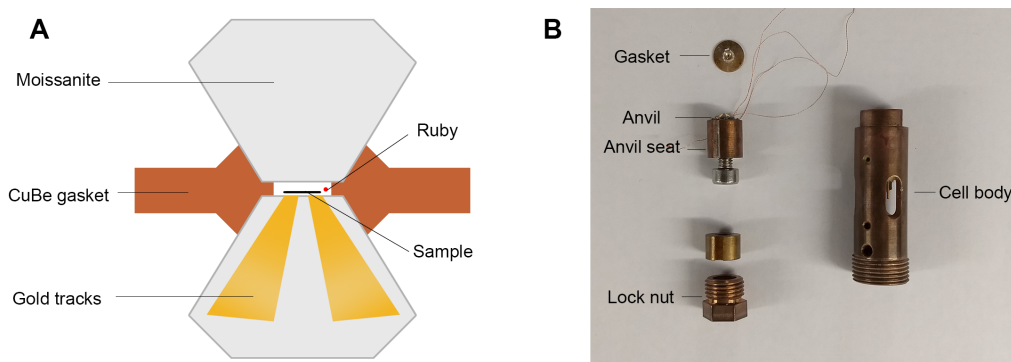 A
Moissanite
Ruby
CuBe gasket
Sample
Gold tracks
B
Gasket
Anvil
Anvil seat
Cell body
Lock nut